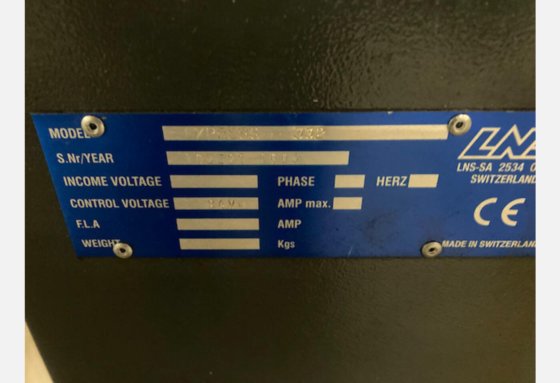 MODEL
S.Nr/YEAR
INCOME VOLTAGE PHASE HERZ
CONTROL VOLTAGE 24V AMP max.
F.L.A AMP
WEIGHT Kgs
LNS
LNS-SA 2534
SWITZERLAND
CE
MADE IN SWITZERLAND